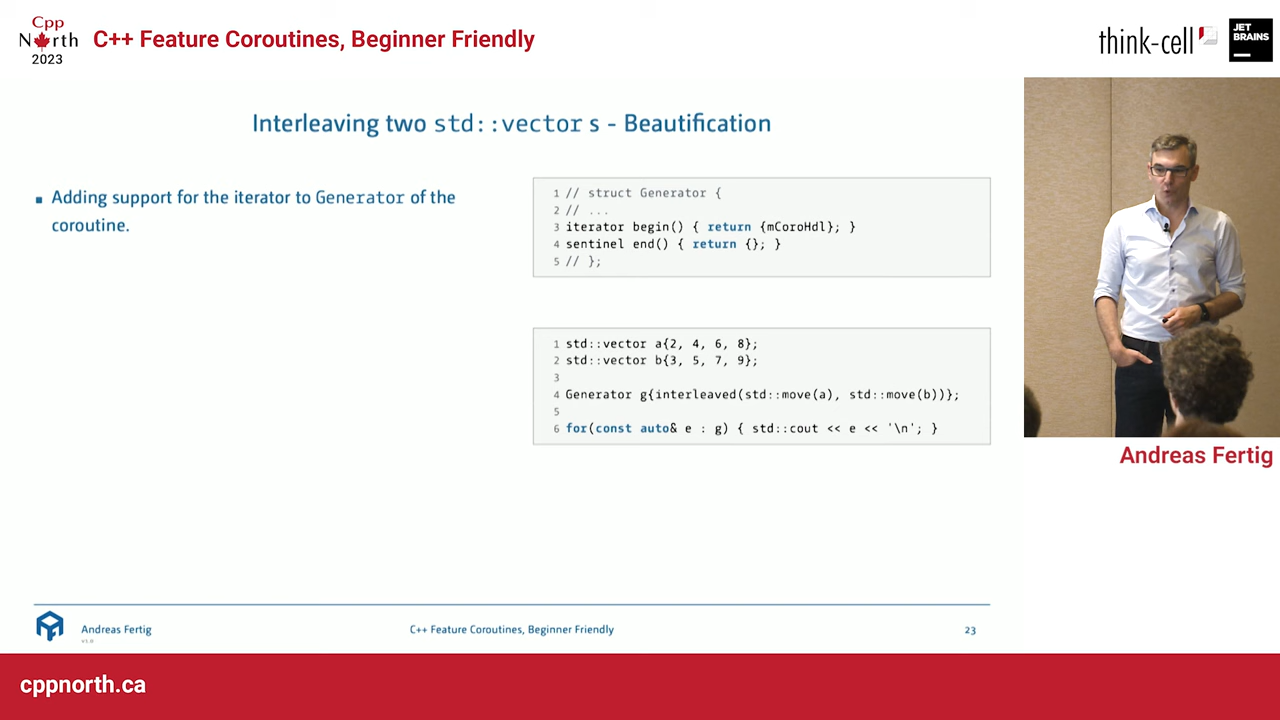 Cpp
North
2023
C++ Feature Coroutines, Beginner Friendly
think-cell
JET
BRAINS
Interleaving two std::vector s - Beautification
Adding support for the iterator to Generator of the
coroutine.
1 // struct Generator {
2 // ...
3 iterator begin() { return {mCoroHdl}; }
4 sentinel end() { return {}; }
5 // };
1 std::vector a{2, 4, 6, 8};
2 std::vector b{3, 5, 7, 9};
3
4 Generator g{interleaved(std::move(a), std::move(b))};
5
6 for(const auto& e : g) { std::cout << e << '\n'; }
Andreas Fertig
Andreas Fertig
v1.0
C++ Feature Coroutines, Beginner Friendly
23
cppnorth.ca